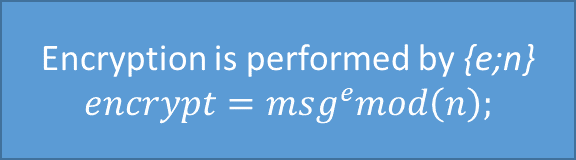 Encryption is performed by {e;n}
encrypt = msg^e mod(n);